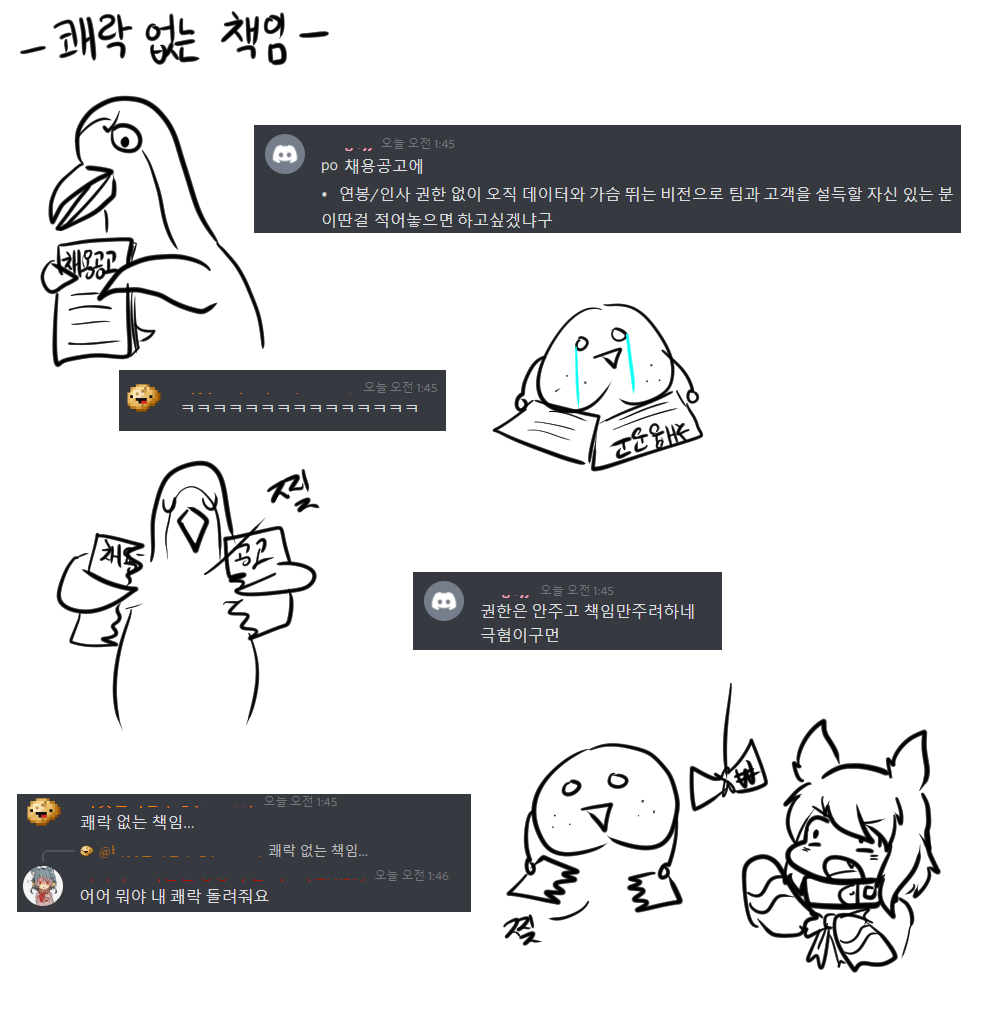 - 쾌락 없는 책임 -
오늘 오전 1:45
po 채용공고에
• 연봉/인사 권한 없이 오직 데이터와 가슴 뛰는 비전으로 팀과 고객을 설득할 자신 있는 분
이딴걸 적어놓으면 하고싶겠냐구
채용공고
오늘 오전 1:45
ㅋㅋㅋㅋㅋㅋㅋㅋㅋㅋㅋㅋㅋㅋㅋ
찢
채용
공고
오늘 오전 1:45
권한은 안주고 책임만주려하네
극혐이구먼
₩
오늘 오전 1:45
쾌락 없는 책임...
쾌락 없는 책임...
오늘 오전 1:46
어어 뭐야 내 쾌락 돌려줘요
찢